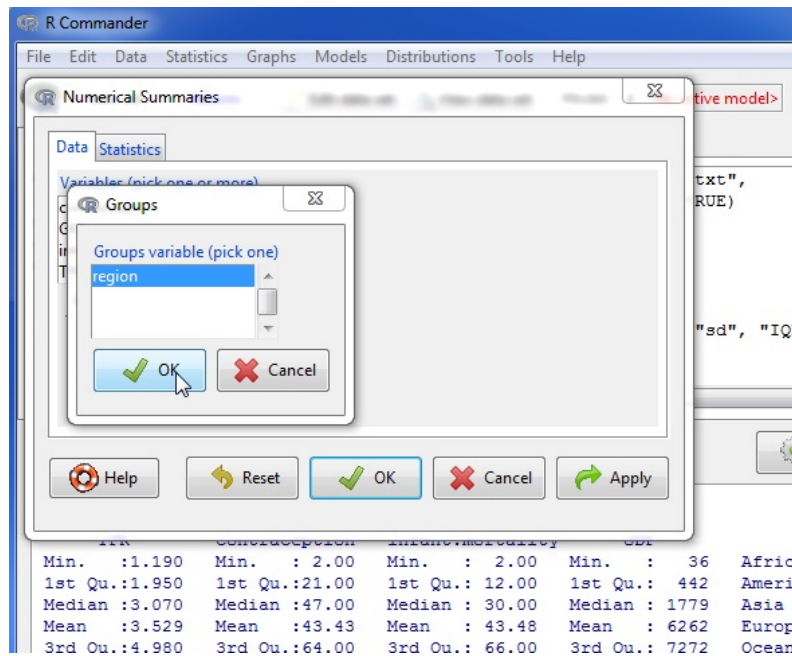 R Commander
File Edit Data Statistics Graphs Models Distributions Tools Help
Numerical Summaries
tive model>
Data Statistics
Variables (pick one or more)
txt",
RUE)
Groups
Groups variable (pick one)
region
OK Cancel
"sd", "IQ
Help Reset OK Cancel Apply
Min. :1.190 Min. : 2.00 Min. : 2.00 Min. : 36 Afric
1st Qu.:1.950 1st Qu.:21.00 1st Qu.: 12.00 1st Qu.: 442 Ameri
Median :3.070 Median :47.00 Median : 30.00 Median : 1779 Asia
Mean :3.529 Mean :43.43 Mean : 43.48 Mean : 6262 Europ
3rd Qu.:4.980 3rd Qu.:64.00 3rd Qu.: 66.00 3rd Qu.: 7272 Ocean